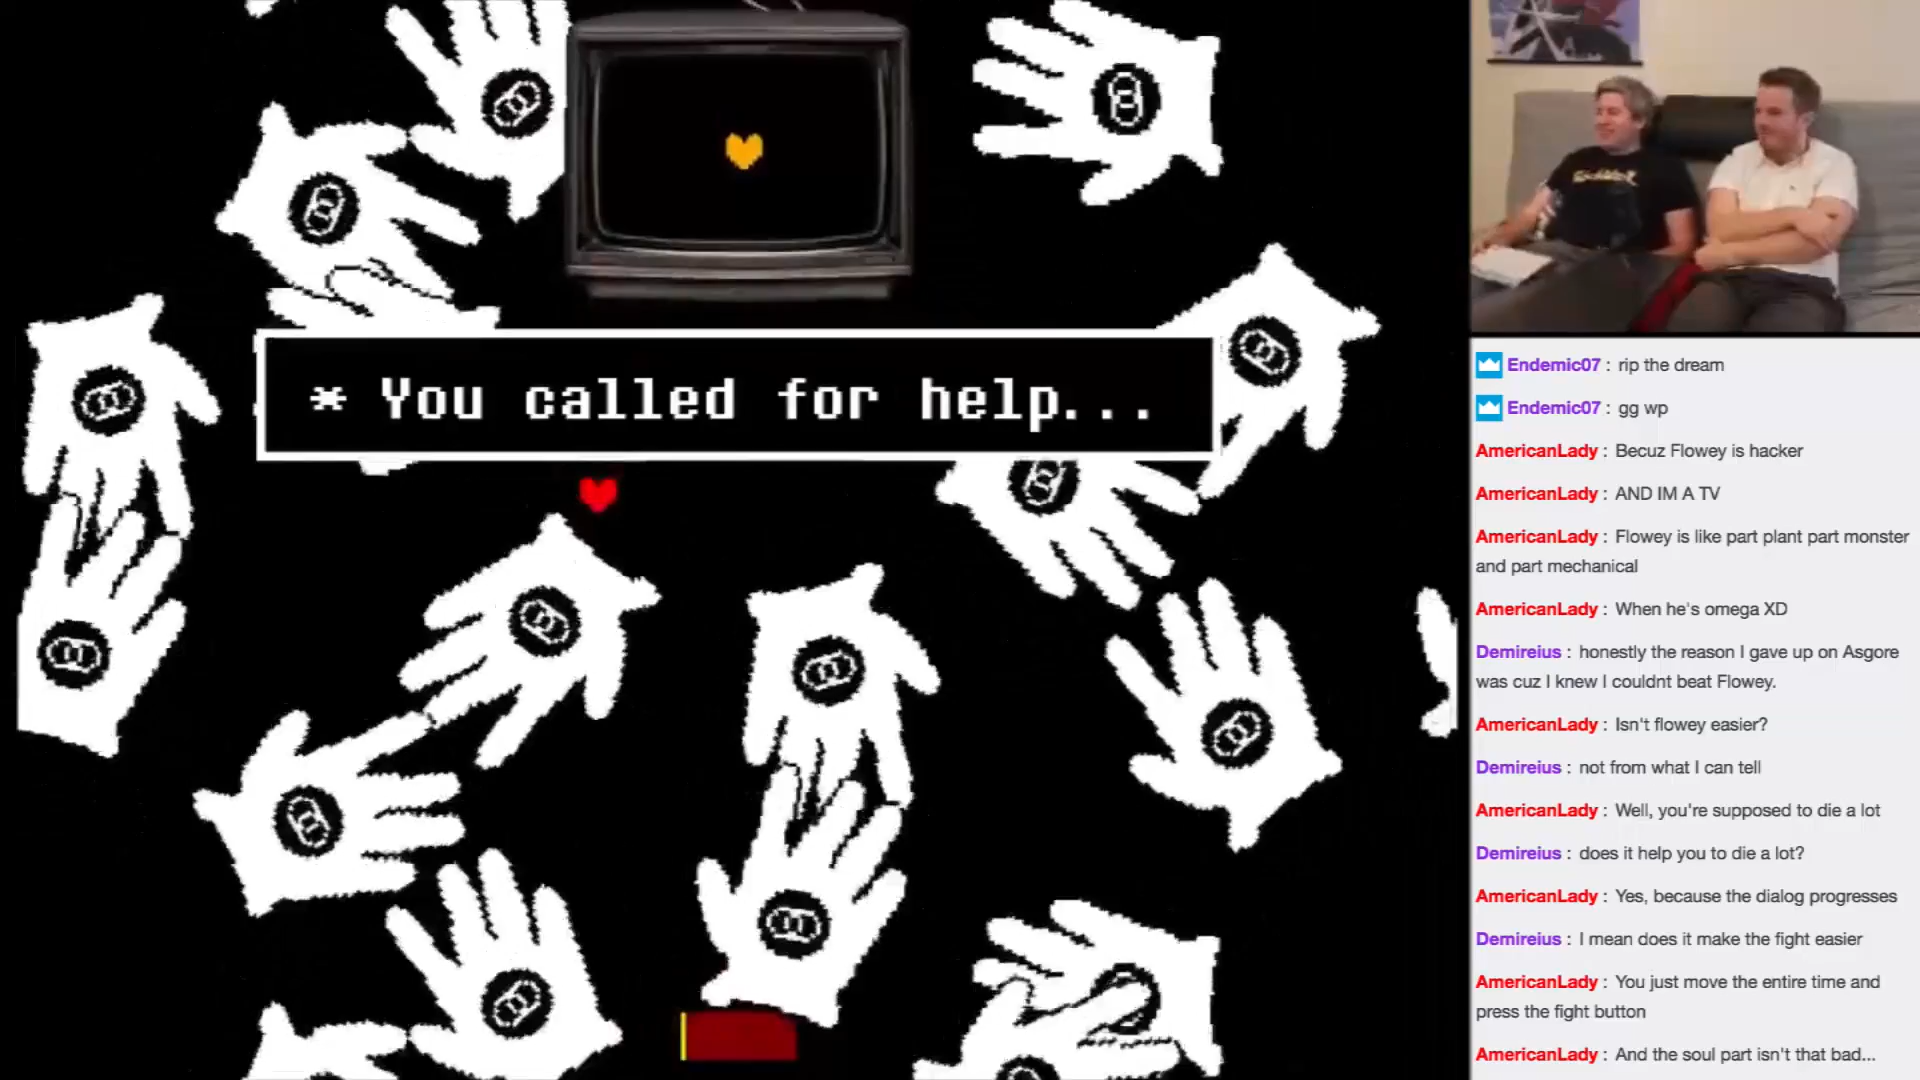 * You called for help...
Endemic07 : rip the dream
Endemic07 : gg wp
AmericanLady : Becuz Flowey is hacker
AmericanLady : AND IM A TV
AmericanLady : Flowey is like part plant part monster
and part mechanical
AmericanLady : When he's omega XD
Demireius : honestly the reason I gave up on Asgore
was cuz I knew I couldnt beat Flowey.
AmericanLady : Isn't flowey easier?
Demireius : not from what I can tell
AmericanLady : Well, you're supposed to die a lot
Demireius : does it help you to die a lot?
AmericanLady : Yes, because the dialog progresses
Demireius : I mean does it make the fight easier
AmericanLady : You just move the entire time and
press the fight button
AmericanLady : And the soul part isn't that bad...